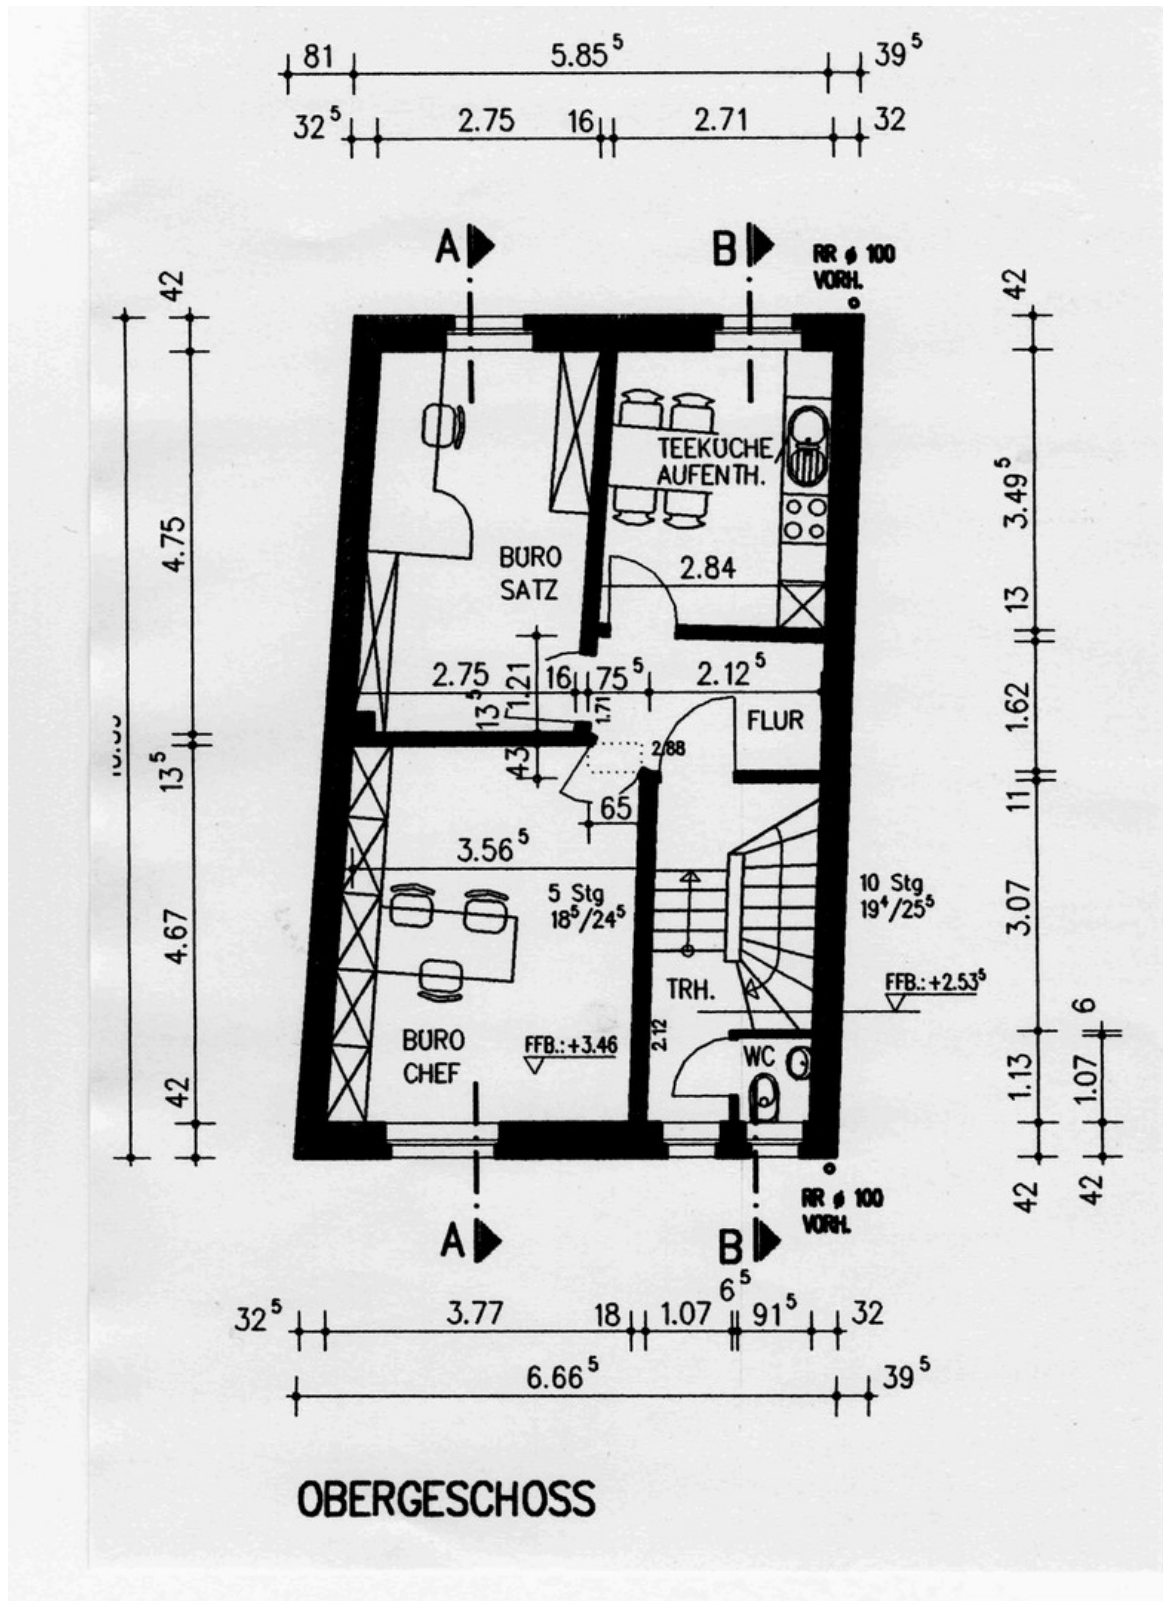 81 5.85⁵ 39⁵
32⁵ 2.75 16 2.71 32
A B RR ø 100
VORH.
42 42
TEEKÜCHE/
AUFENTH.
4.75 3.49⁵
BÜRO
SATZ
2.84
13
2.75 16 75⁵ 2.12⁵
1.21
13⁵
1.71
FLUR
1.62
13⁵
43
2.88
65
11
3.56⁵
5 Stg
18⁵/24⁵
10 Stg
19⁴/25⁵
4.67 3.07
TRH.
FFB.:+2.53⁵
2.12
BÜRO
CHEF
FFB.:+3.46
WC
6
42 1.13 1.07
42 42
RR ø 100
VORH.
A B
6⁵
32⁵ 3.77 18 1.07 91⁵ 32
6.66⁵ 39⁵
OBERGESCHOSS